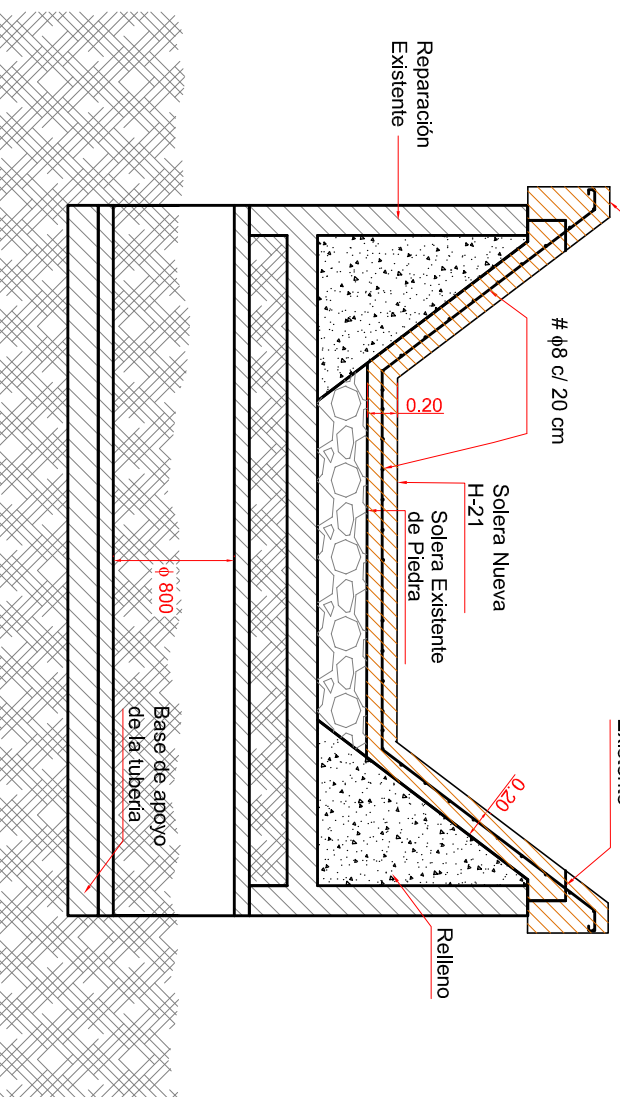 Reparación
Existente
# ϕ8 c/ 20 cm
0.20
Solera Nueva
H-21
Solera Existente
de Piedra
ϕ 800
Base de apoyo
de la tubería
0.20
Relleno